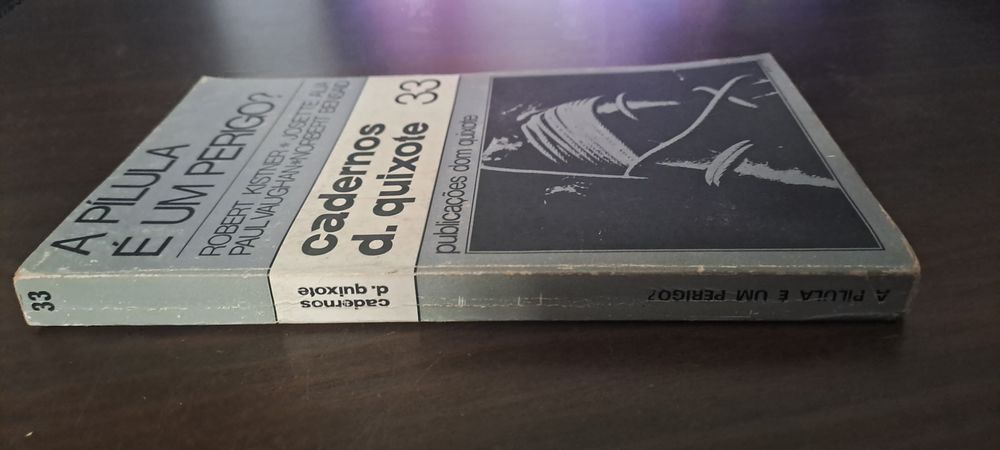 A PÍLULA
É UM PERIGO?
ROBERT KISTNER * JOSETTE ALIA
PAUL VAUGHAN * NORBERT BENSAID
cadernos 33
d. quixote
publicações dom quixote
33
cadernos
d. quixote
A PÍLULA É UM PERIGO?